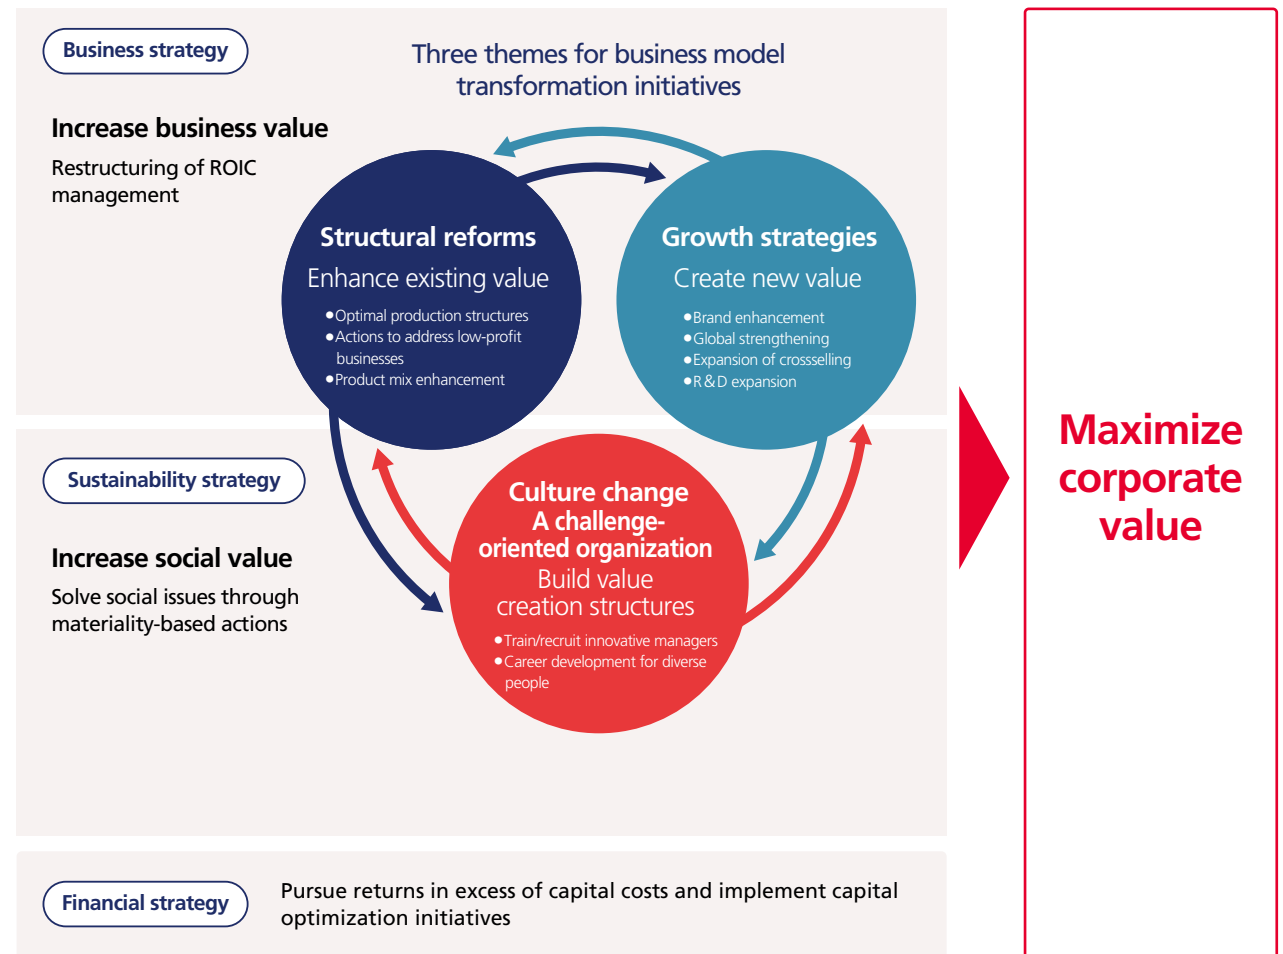 Business strategy
Three themes for business model
transformation initiatives
Increase business value
Restructuring of ROIC
management
Structural reforms
Enhance existing value
●Optimal production structures
●Actions to address low-profit
businesses
●Product mix enhancement
Growth strategies
Create new value
●Brand enhancement
●Global strengthening
●Expansion of crossselling
●R&D expansion
Sustainability strategy
Increase social value
Solve social issues through
materiality-based actions
Culture change
A challenge-
oriented organization
Build value
creation structures
●Train/recruit innovative managers
●Career development for diverse
people
Financial strategy
Pursue returns in excess of capital costs and implement capital
optimization initiatives
Maximize
corporate
value